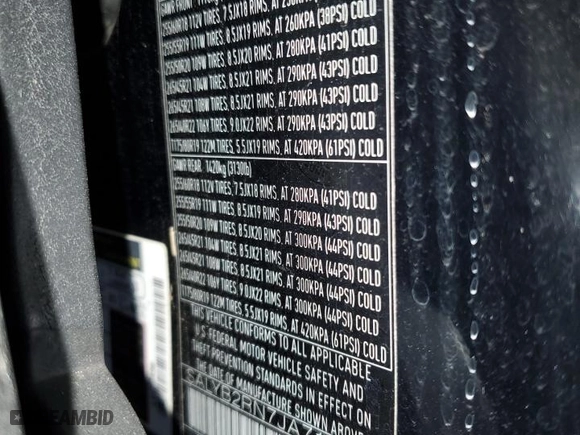 255/60R18 112V TIRES, 7.5JX18 RIMS, AT
255/55R19 111W TIRES, 8.5JX19 RIMS, AT 260KPA (38PSI) COLD
255/50R20 109W TIRES, 8.5JX20 RIMS, AT 280KPA (41PSI) COLD
265/45R21 104W TIRES, 8.5JX21 RIMS, AT 290KPA (43PSI) COLD
265/45R21 108W TIRES, 8.5JX21 RIMS, AT 290KPA (43PSI) COLD
265/40R22 106Y TIRES, 9.0JX22 RIMS, AT 290KPA (43PSI) COLD
T175/80R19 122M TIRES, 5.5JX19 RIMS, AT 420KPA (61PSI) COLD
GAWR REAR. 1420kg (3130lb)
255/60R18 112V TIRES, 7.5JX18 RIMS, AT 280KPA (41PSI) COLD
255/55R19 111W TIRES, 8.5JX19 RIMS, AT 290KPA (43PSI) COLD
255/50R20 109W TIRES, 8.5JX20 RIMS, AT 300KPA (44PSI) COLD
265/45R21 104W TIRES, 8.5JX21 RIMS, AT 300KPA (44PSI) COLD
265/45R21 108W TIRES, 8.5JX21 RIMS, AT 300KPA (44PSI) COLD
265/40R22 106Y TIRES, 9.0JX22 RIMS, AT 300KPA (44PSI) COLD
T175/80R19 122M TIRES, 5.5JX19 RIMS, AT 420KPA (61PSI) COLD
THIS VEHICLE CONFORMS TO ALL APPLICABLE
U.S. FEDERAL MOTOR VEHICLE SAFETY AND
THEFT PREVENTION STANDARDS IN EFFECT ON
THE DATE OF MANUFACTURE SHOWN ABOVE
SALYB2RN7JA7
DREAMBID